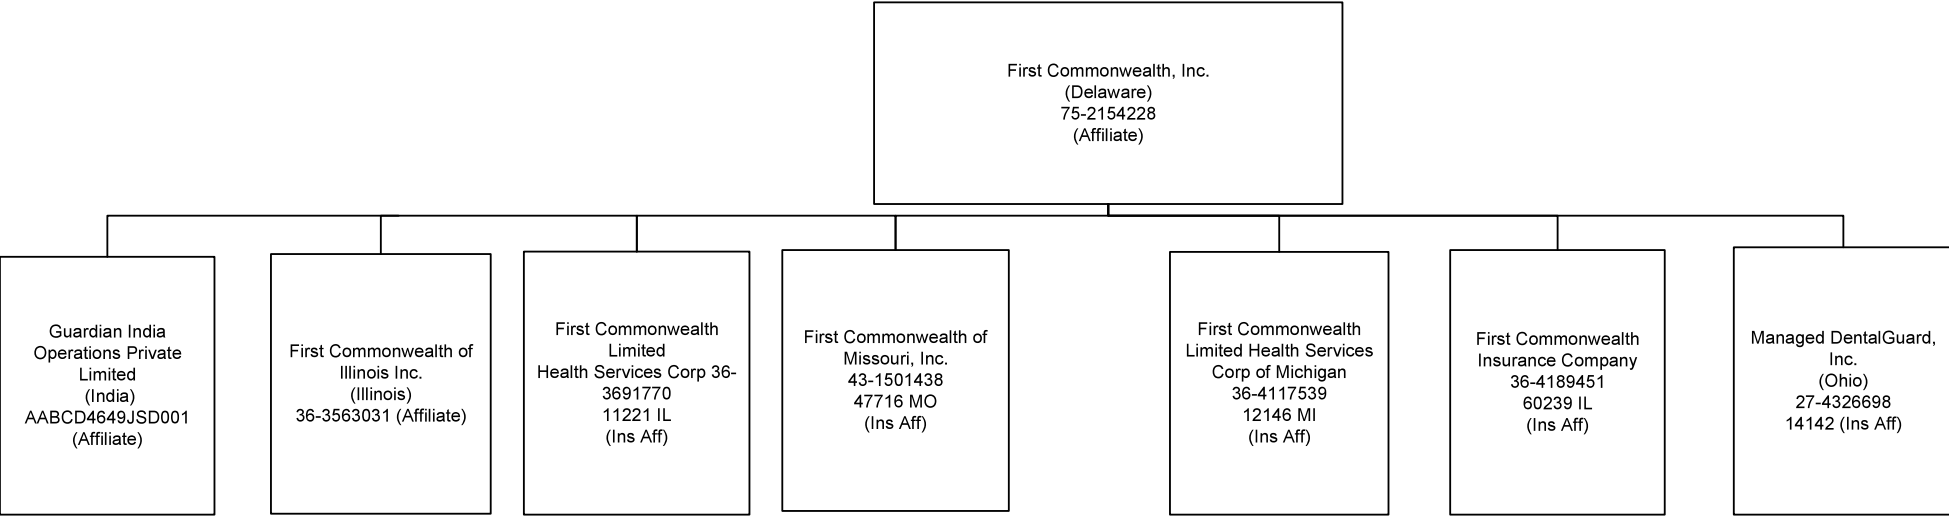 First Commonwealth, Inc.
(Delaware)
75-2154228
(Affiliate)
Guardian India
Operations Private
Limited
(India)
AABCD4649JSD001
(Affiliate)
First Commonwealth of
Illinois Inc.
(Illinois)
36-3563031 (Affiliate)
First Commonwealth
Limited
Health Services Corp 36-
3691770
11221 IL
(Ins Aff)
First Commonwealth of
Missouri, Inc.
43-1501438
47716 MO
(Ins Aff)
First Commonwealth
Limited Health Services
Corp of Michigan
36-4117539
12146 MI
(Ins Aff)
First Commonwealth
Insurance Company
36-4189451
60239 IL
(Ins Aff)
Managed DentalGuard,
Inc.
(Ohio)
27-4326698
14142 (Ins Aff)